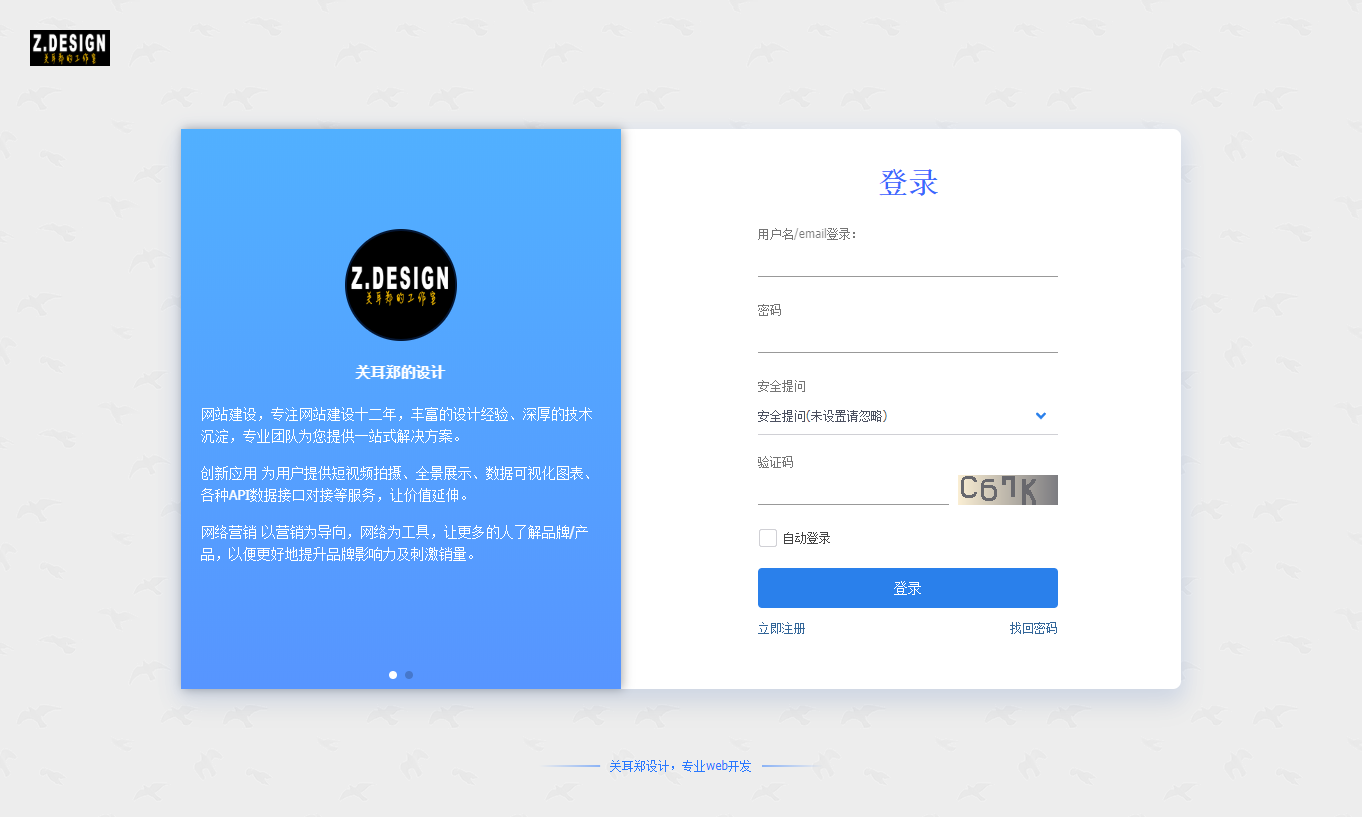 Z.DESIGN
关耳郑的工作室
Z.DESIGN
关耳郑的工作室
关耳郑的设计
网站建设，专注网站建设十二年，丰富的设计经验、深厚的技术
沉淀，专业团队为您提供一站式解决方案。
创新应用 为用户提供短视频拍摄、全景展示、数据可视化图表、
各种API数据接口对接等服务，让价值延伸。
网络营销 以营销为导向，网络为工具，让更多的人了解品牌/产
品，以便更好地提升品牌影响力及刺激销量。
登录
用户名/email登录：
密码
安全提问
安全提问(未设置请忽略)
验证码
C67K
自动登录
登录
立即注册
找回密码
关耳郑设计，专业web开发